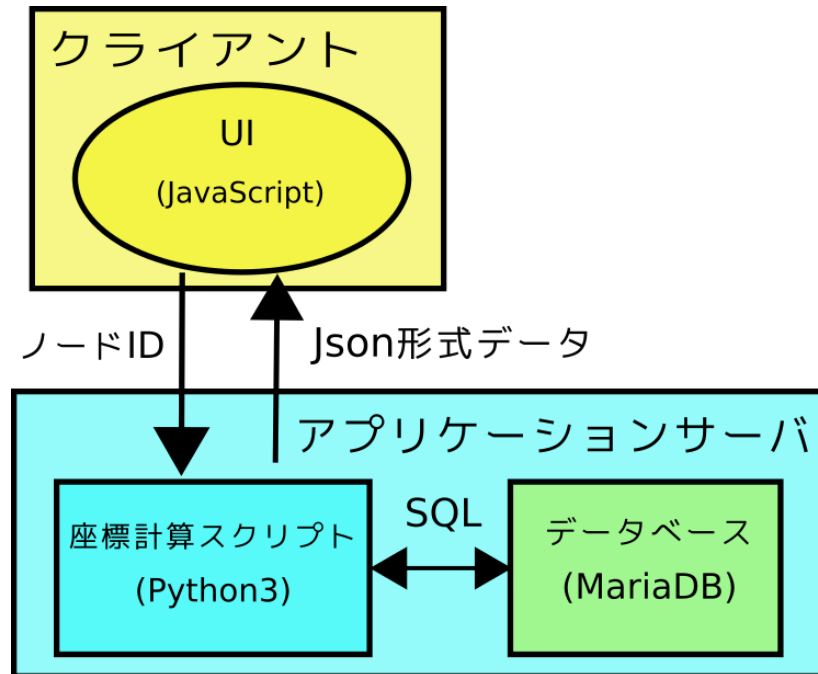 クライアント
UI
(JavaScript)
ノードID
Json形式データ
アプリケーションサーバ
座標計算スクリプト
(Python3)
SQL
データベース
(MariaDB)